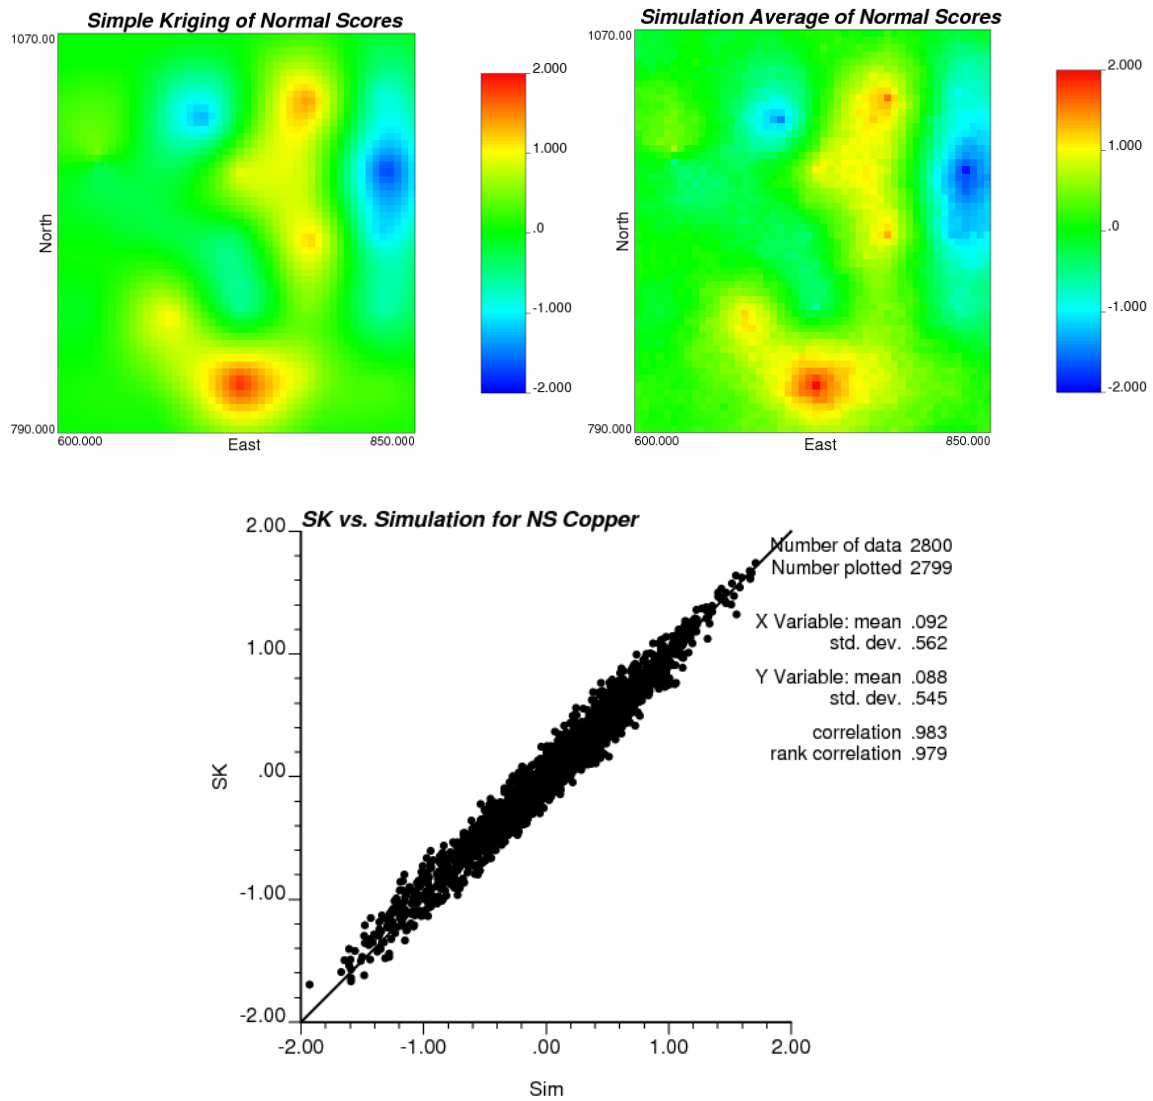 Simple Kriging of Normal Scores
1070.00
North
790.000
600.000
850.000
East
2.000
1.000
.0
-1.000
-2.000
Simulation Average of Normal Scores
1070.00
North
790.000
600.000
850.000
East
2.000
1.000
.0
-1.000
-2.000
SK vs. Simulation for NS Copper
2.00
1.00
.00
-1.00
-2.00
SK
-2.00
-1.00
.00
1.00
2.00
Sim
Number of data 2800
Number plotted 2799
X Variable: mean .092
std. dev. .562
Y Variable: mean .088
std. dev. .545
correlation .983
rank correlation .979